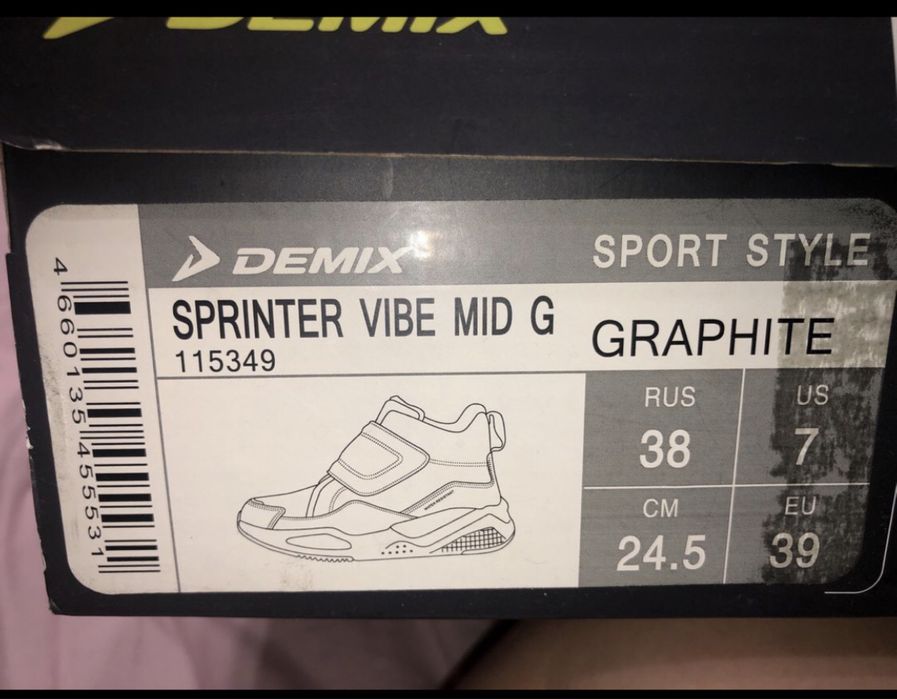 DEMIX
DEMIX
SPORT STYLE
SPRINTER VIBE MID G
115349
GRAPHITE
RUS
38
US
7
CM
24.5
EU
39
4 660135 455531